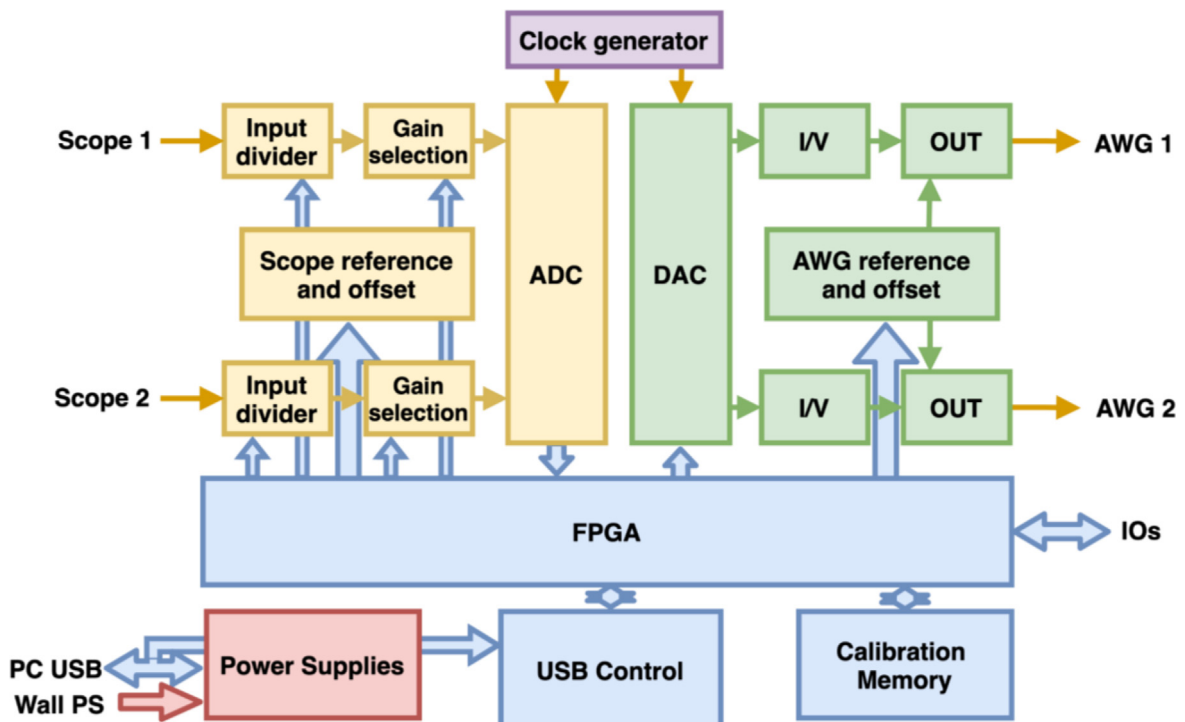 Clock generator
Scope 1
Input
divider
Gain
selection
I/V
OUT
AWG 1
Scope reference
and offset
ADC
DAC
AWG reference
and offset
Scope 2
Input
divider
Gain
selection
I/V
OUT
AWG 2
FPGA
IOs
PC USB
Wall PS
Power Supplies
USB Control
Calibration
Memory